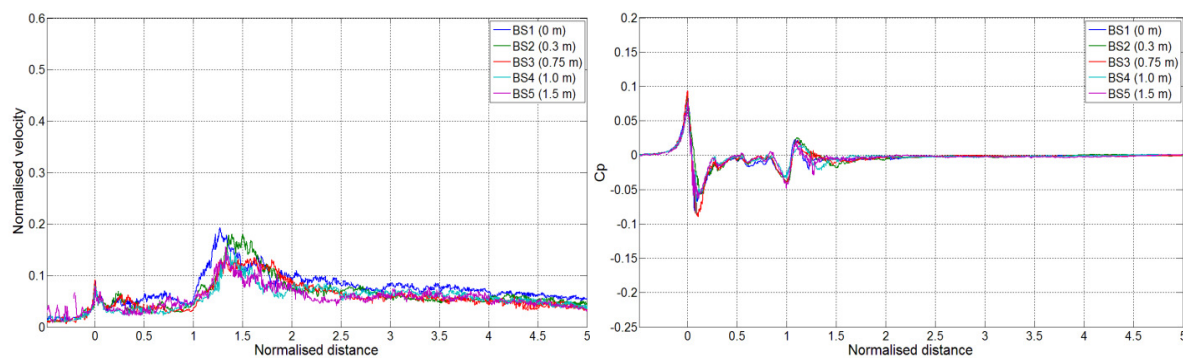 0.6
0.5
0.4
0.3
0.2
0.1
0
Normalised velocity
0 0.5 1 1.5 2 2.5 3 3.5 4 4.5 5
Normalised distance
BS1 (0 m)
BS2 (0.3 m)
BS3 (0.75 m)
BS4 (1.0 m)
BS5 (1.5 m)
0.2
0.15
0.1
0.05
0
-0.05
-0.1
-0.15
-0.2
-0.25
Cp
0 0.5 1 1.5 2 2.5 3 3.5 4 4.5 5
Normalised distance
BS1 (0 m)
BS2 (0.3 m)
BS3 (0.75 m)
BS4 (1.0 m)
BS5 (1.5 m)